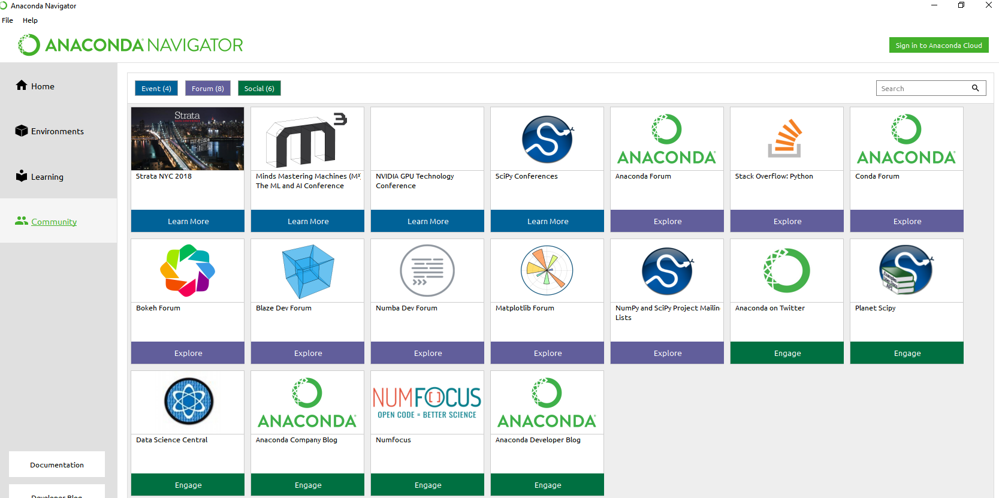 Anaconda Navigator
File Help
ANACONDA NAVIGATOR
Sign in to Anaconda Cloud
Home
Environments
Learning
Community
Documentation
Developer Blog
Event (4) Forum (8) Social (6)
Search
Strata
DATA CONFERENCE
Strata NYC 2018
Learn More
m3
Minds Mastering Machines (M³)
The ML and AI Conference
Learn More
NVIDIA GPU Technology
Conference
Learn More
SciPy Conferences
Learn More
ANACONDA
Anaconda Forum
Explore
Stack Overflow: Python
Explore
ANACONDA
Conda Forum
Explore
Bokeh Forum
Explore
Blaze Dev Forum
Explore
Numba Dev Forum
Explore
Matplotlib Forum
Explore
NumPy and SciPy Project Mailin
Lists
Explore
Anaconda on Twitter
Engage
Planet Scipy
Engage
Data Science Central
Engage
ANACONDA
Anaconda Company Blog
Engage
NUMFOCUS
OPEN CODE = BETTER SCIENCE
Numfocus
Engage
ANACONDA
Anaconda Developer Blog
Engage